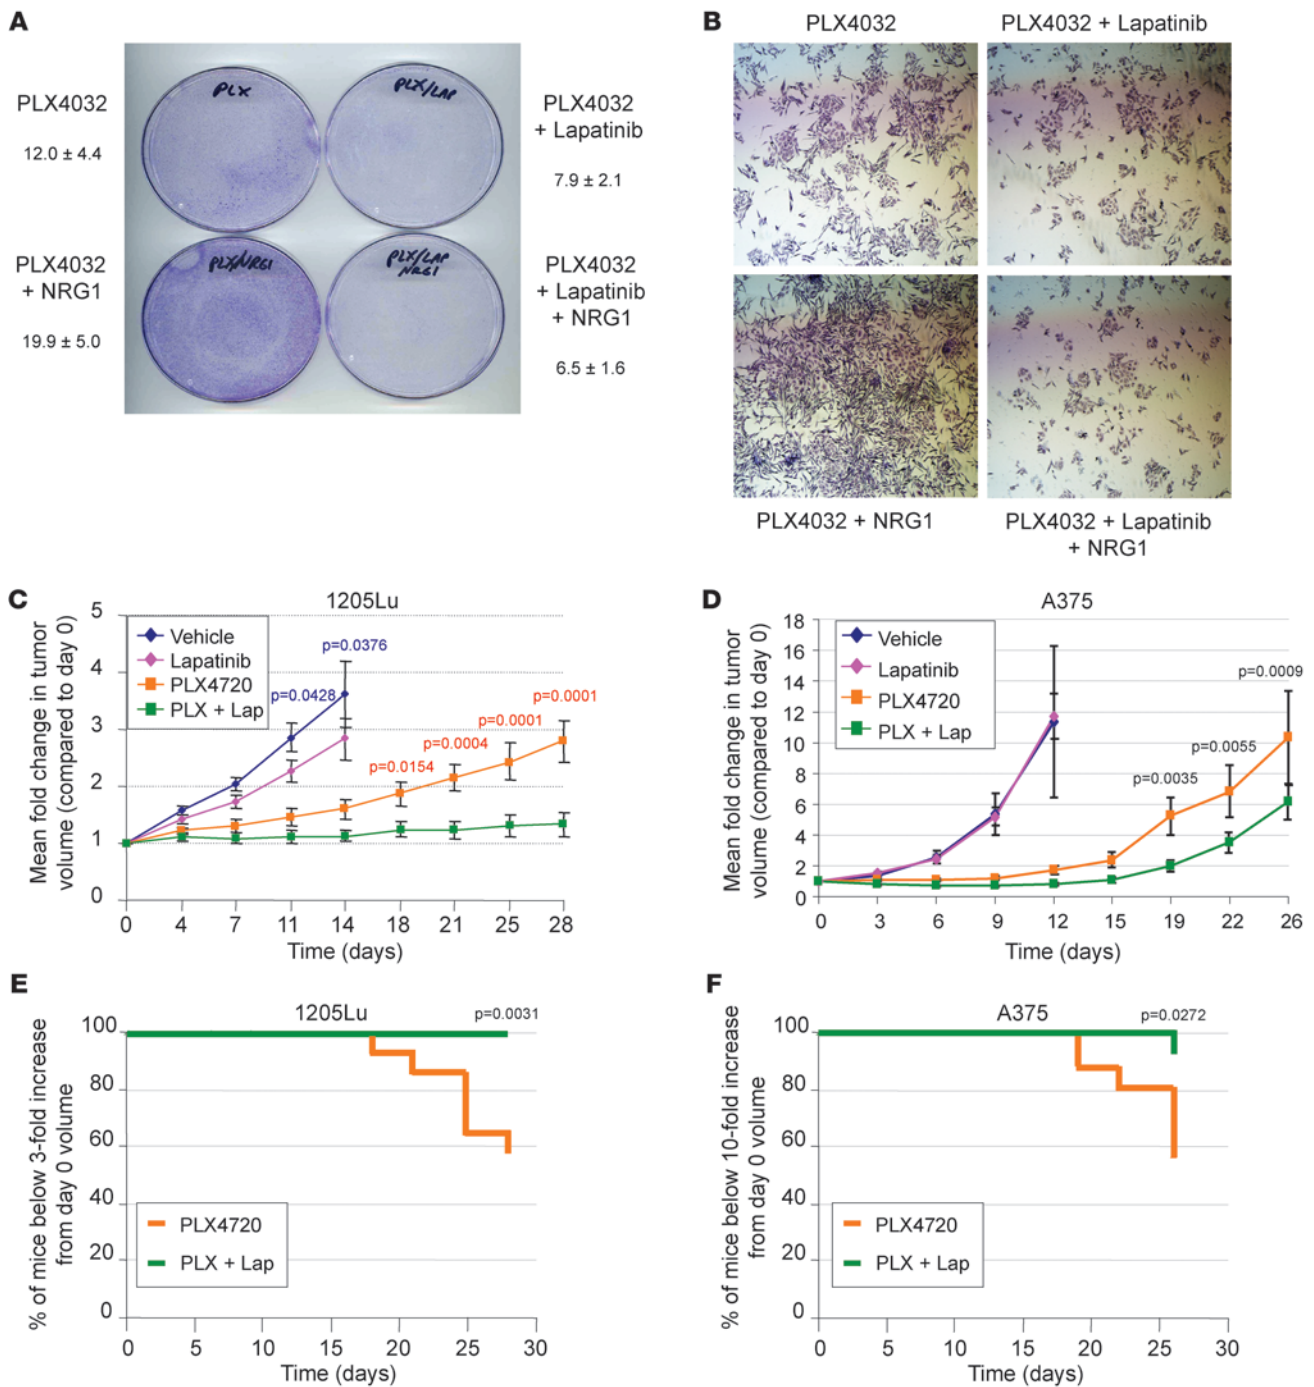 A
PLX4032
12.0 ± 4.4
PLX
PLX/LAP
PLX4032
+ Lapatinib
7.9 ± 2.1
PLX4032
+ NRG1
19.9 ± 5.0
PLX/NRG1
PLX/LAP
NRG1
PLX4032
+ Lapatinib
+ NRG1
6.5 ± 1.6
B
PLX4032
PLX4032 + Lapatinib
PLX4032 + NRG1
PLX4032 + Lapatinib
+ NRG1
C
1205Lu
Mean fold change in tumor
volume (compared to day 0)
5
4
3
2
1
0
Vehicle
Lapatinib
PLX4720
PLX + Lap
p=0.0428
p=0.0376
p=0.0154
p=0.0004
p=0.0001
p=0.0001
0 4 7 11 14 18 21 25 28
Time (days)
D
A375
Mean fold change in tumor
volume (compared to day 0)
18
16
14
12
10
8
6
4
2
0
Vehicle
Lapatinib
PLX4720
PLX + Lap
p=0.0035
p=0.0055
p=0.0009
0 3 6 9 12 15 19 22 26
Time (days)
E
1205Lu
p=0.0031
% of mice below 3-fold increase
from day 0 volume
100
80
60
40
20
0
PLX4720
PLX + Lap
0 5 10 15 20 25 30
Time (days)
F
A375
p=0.0272
% of mice below 10-fold increase
from day 0 volume
100
80
60
40
20
0
PLX4720
PLX + Lap
0 5 10 15 20 25 30
Time (days)